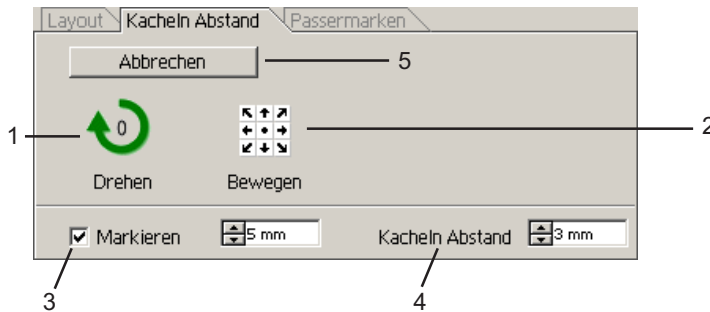 Layout Kacheln Abstand Passermarken
Abbrechen 5
1 0 2
Drehen Bewegen
Markieren 5 mm Kacheln Abstand 3 mm
3 4